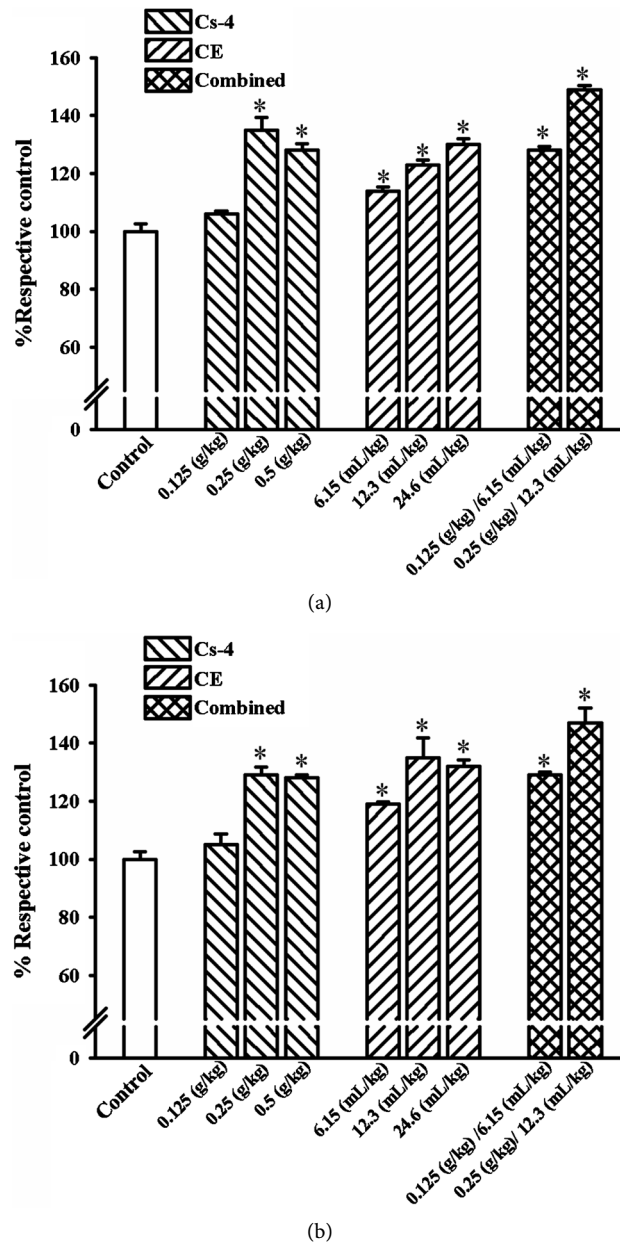 Cs-4
CE
Combined
%Respective control
160
140
120
100
80
60
0
* * * * * * *
Control
0.125 (g/kg)
0.25 (g/kg)
0.5 (g/kg)
6.15 (mL/kg)
12.3 (mL/kg)
24.6 (mL/kg)
0.125 (g/kg) /6.15 (mL/kg)
0.25 (g/kg)/ 12.3 (mL/kg)
(a)
Cs-4
CE
Combined
% Respective control
160
140
120
100
80
60
0
* * * * * * *
Control
0.125 (g/kg)
0.25 (g/kg)
0.5 (g/kg)
6.15 (mL/kg)
12.3 (mL/kg)
24.6 (mL/kg)
0.125 (g/kg) /6.15 (mL/kg)
0.25 (g/kg)/ 12.3 (mL/kg)
(b)